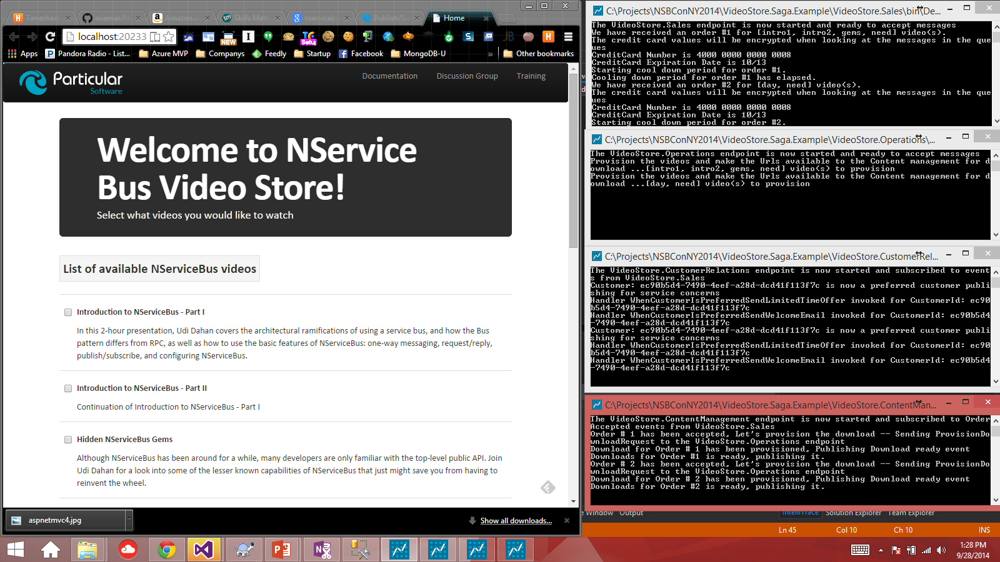 Timeshee
asiemer/N
Amazon.c
Skills Matt
nserviceb
Publish/Su
Home
localhost:20233
NEW
Apps
Pandora Radio - List...
Azure MVP
Companys
Feedly
Startup
Facebook
MongoDB-U
»
Other bookmarks
Particular
Software
Documentation
Discussion Group
Training
Welcome to NService
Bus Video Store!
Select what videos you would like to watch
List of available NServiceBus videos
Introduction to NServiceBus - Part I
In this 2-hour presentation, Udi Dahan covers the architectural ramifications of using a service bus, and how the Bus
pattern differs from RPC, as well as how to use the basic features of NServiceBus: one-way messaging, request/reply,
publish/subscribe, and configuring NServiceBus.
Introduction to NServiceBus - Part II
Continuation of Introduction to NServiceBus - Part I
Hidden NServiceBus Gems
Although NServiceBus has been around for a while, many developers are only familiar with the top-level public API. Join
Udi Dahan for a look into some of the lesser known capabilities of NServiceBus that just might save you from having to
reinvent the wheel.
aspnetmvc4.jpg
Show all downloads...
C:\Projects\NSBConNY2014\VideoStore.Saga.Example\VideoStore.Sales\bin\De...
The VideoStore.Sales endpoint is now started and ready to accept messages
We have received an order #1 for [intro1, intro2, gems, need] video(s).
The credit card values will be encrypted when looking at the messages in the que
ues
CreditCard Number is 4000 0000 0000 0008
CreditCard Expiration Date is 10/13
Starting cool down period for order #1.
Cooling down period for order #1 has elapsed.
We have received an order #2 for [day, need] video(s).
The credit card values will be encrypted when looking at the messages in the que
ues
CreditCard Number is 4000 0000 0000 0008
CreditCard Expiration Date is 10/13
Starting cool down period for order #2.
C:\Projects\NSBConNY2014\VideoStore.Saga.Example\VideoStore.Operations\...
The VideoStore.Operations endpoint is now started and ready to accept messages
Provision the videos and make the Urls available to the Content management for d
ownload ...[intro1, intro2, gems, need] video(s) to provision
Provision the videos and make the Urls available to the Content management for d
ownload ...[day, need] video(s) to provision
C:\Projects\NSBConNY2014\VideoStore.Saga.Example\VideoStore.CustomerRel...
The VideoStore.CustomerRelations endpoint is now started and subscribed to event
s from VideoStore.Sales
Customer: ec90b5d4-7490-4eef-a28d-dcd41f113f7c is now a preferred customer publi
shing for service concerns
Handler WhenCustomerIsPreferredSendLimitedTimeOffer invoked for CustomerId: ec90
b5d4-7490-4eef-a28d-dcd41f113f7c
Handler WhenCustomerIsPreferredSendWelcomeEmail invoked for CustomerId: ec90b5d4
-7490-4eef-a28d-dcd41f113f7c
Customer: ec90b5d4-7490-4eef-a28d-dcd41f113f7c is now a preferred customer publi
shing for service concerns
Handler WhenCustomerIsPreferredSendLimitedTimeOffer invoked for CustomerId: ec90
b5d4-7490-4eef-a28d-dcd41f113f7c
Handler WhenCustomerIsPreferredSendWelcomeEmail invoked for CustomerId: ec90b5d4
-7490-4eef-a28d-dcd41f113f7c
C:\Projects\NSBConNY2014\VideoStore.Saga.Example\VideoStore.ContentMan...
The VideoStore.ContentManagement endpoint is now started and subscribed to Order
Accepted events from VideoStore.Sales
Order # 1 has been accepted, Let's provision the download -- Sending ProvisionDo
wnloadRequest to the VideoStore.Operations endpoint
Download for Order # 1 has been provisioned, Publishing Download ready event
Downloads for Order #1 is ready, publishing it.
Order # 2 has been accepted, Let's provision the download -- Sending ProvisionDo
wnloadRequest to the VideoStore.Operations endpoint
Download for Order # 2 has been provisioned, Publishing Download ready event
Downloads for Order #2 is ready, publishing it.
e Window
Output
IntelliTrace
Solution Explorer
Team Explorer
Ln 45
Col 10
Ch 10
INS
1:28 PM
9/28/2014